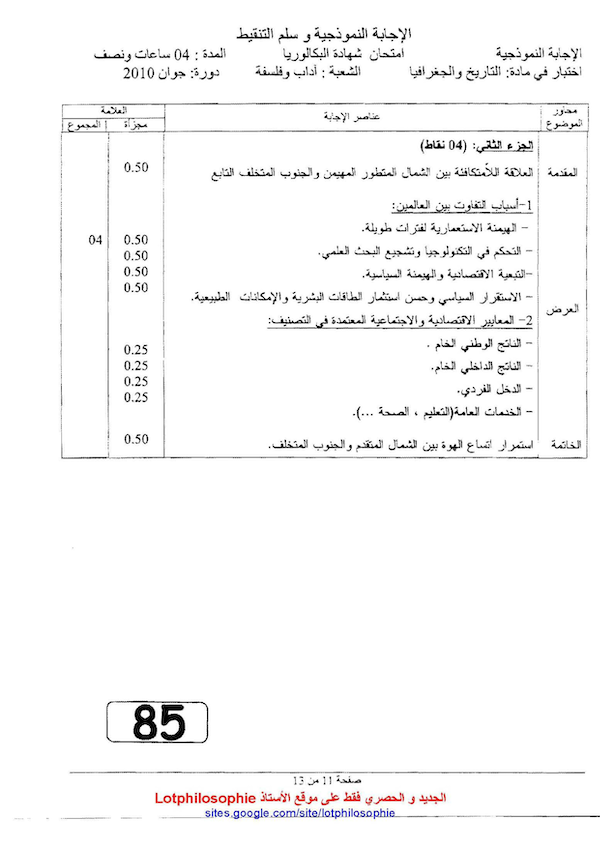 الإجابة النموذجية و سلم التنقيط
الإجابة النموذجية امتحان شهادة البكالوريا المدة : 04 ساعات ونصف
اختبار في مادة: التاريخ والجغرافيا الشعبة : آداب وفلسفة دورة: جوان 2010
محاور الموضوع عناصر الإجابة العلامة
مجزأة المجموع
الجزء الثاني: (04 نقاط)
المقدمة العلاقة اللاّمتكافئة بين الشمال المتطور المهيمن والجنوب المتخلف التابع 0.50
1-أسباب التفاوت بين العالمين:
- الهيمنة الاستعمارية لفترات طويلة. 0.50 04
- التحكم في التكنولوجيا وتشجيع البحث العلمي. 0.50
-التبعية الاقتصادية والهيمنة السياسية. 0.50
- الاستقرار السياسي وحسن استثمار الطاقات البشرية والإمكانات الطبيعية. 0.50
العرض
2- المعايير الاقتصادية والاجتماعية المعتمدة في التصنيف:
- الناتج الوطني الخام . 0.25
- الناتج الداخلي الخام. 0.25
- الدخل الفردي. 0.25
- الخدمات العامة(التعليم ، الصحة ...). 0.25
الخاتمة استمرار اتساع الهوة بين الشمال المتقدم والجنوب المتخلف. 0.50
85
صفحة 11 من 13
الجديد و الحصري فقط على موقع الأستاذ Lotphilosophie
sites.google.com/site/lotphilosophie